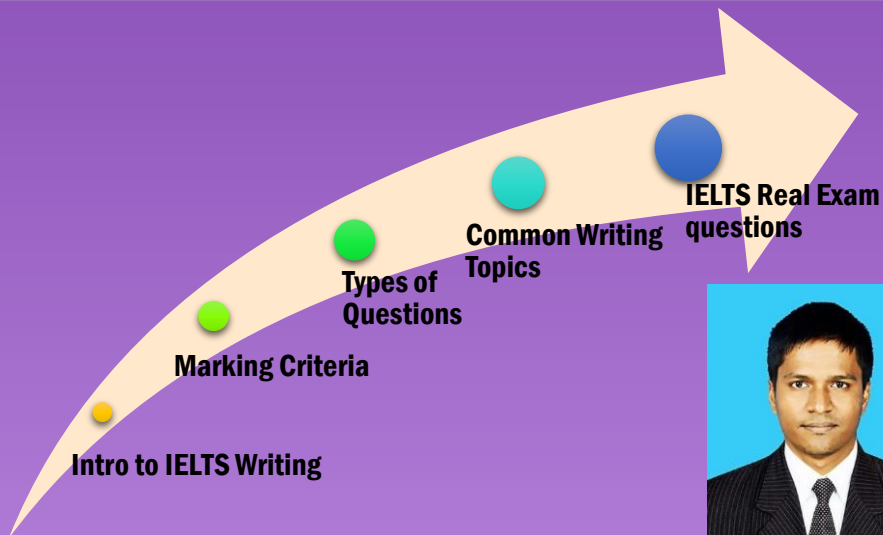 IELTS Real Exam
questions
Common Writing
Topics
Types of
Questions
Marking Criteria
Intro to IELTS Writing